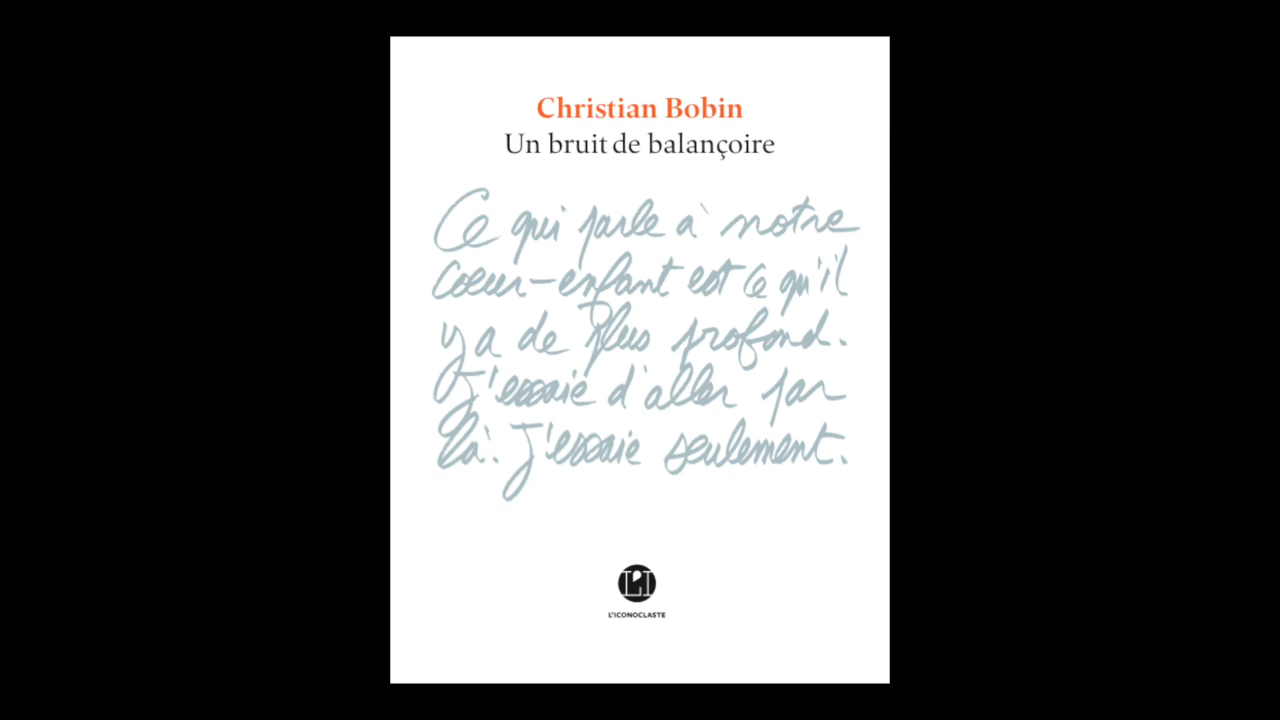 Christian Bobin
Un bruit de balançoire
Ce qui parle à notre
cœur-enfant est ce qu'il
y a de plus profond.
J'essaie d'aller par
là. J'essaie seulement.
LI
L'ICONOCLASTE